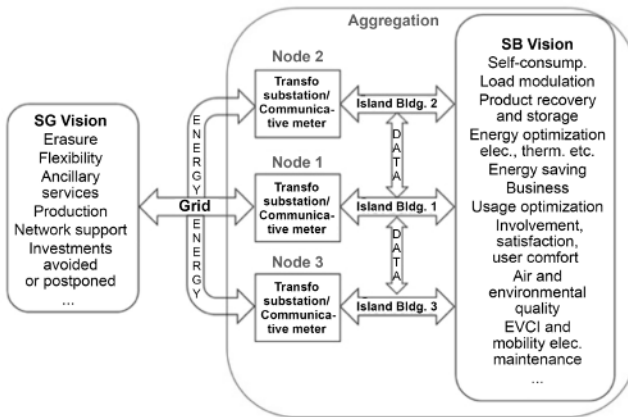 Aggregation
SG Vision
Erasure
Flexibility
Ancillary
services
Production
Network support
Investments
avoided
or postponed
...
ENERGY
Grid
ENERGY
Node 2
Transfo
substation/
Communica-
tive meter
Island Bldg. 2
DATA
Node 1
Transfo
substation/
Communica-
tive meter
Island Bldg. 1
DATA
Node 3
Transfo
substation/
Communica-
tive meter
Island Bldg. 3
SB Vision
Self-consump.
Load modulation
Product recovery
and storage
Energy optimization
elec., therm. etc.
Energy saving
Business
Usage optimization
Involvement,
satisfaction,
user comfort
Air and
environmental
quality
EVCI and
mobility elec.
maintenance
...